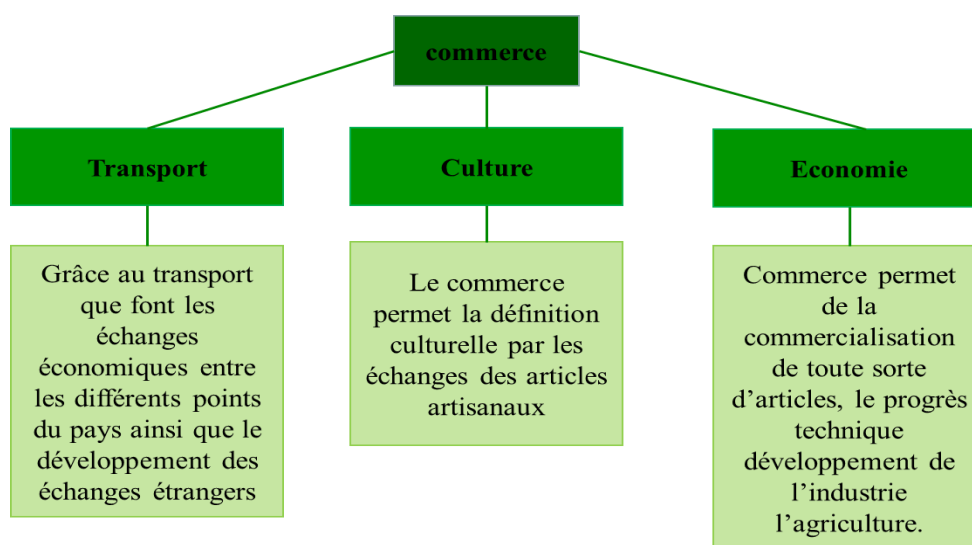 commerce
Transport
Culture
Economie
Grâce au transport
que font les
échanges
économiques entre
les différents points
du pays ainsi que le
développement des
échanges étrangers
Le commerce
permet la définition
culturelle par les
échanges des articles
artisanaux
Commerce permet
de la
commercialisation
de toute sorte
d’articles, le progrès
technique
développement de
l’industrie
l’agriculture.